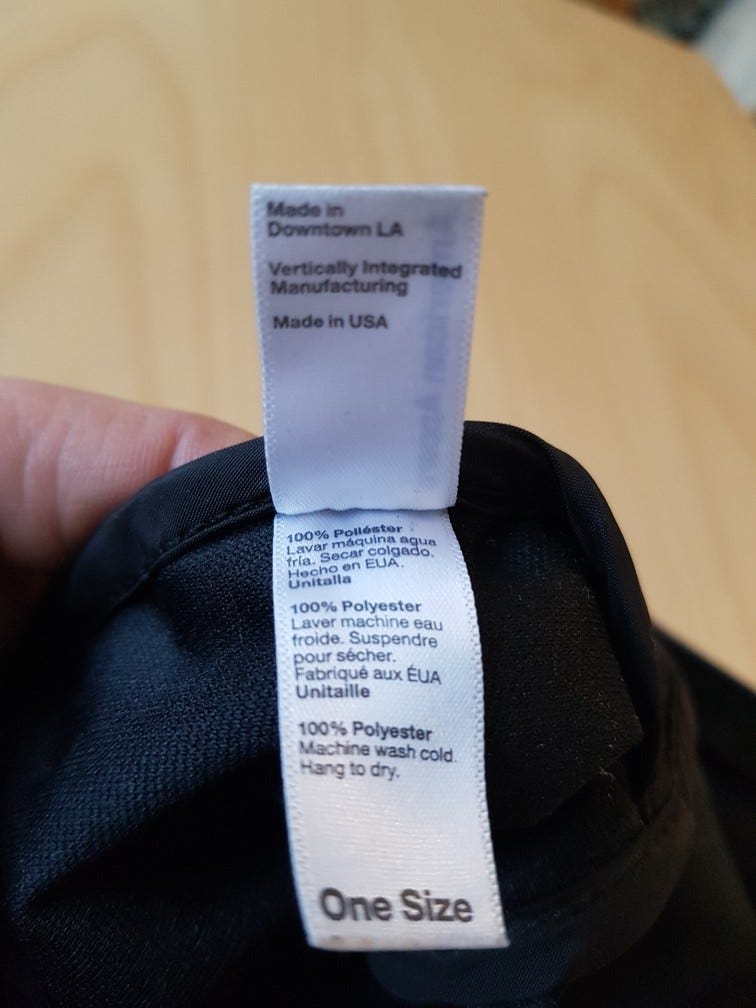 Made in
Downtown LA
Vertically Integrated
Manufacturing
Made in USA
100% Poliéster
Lavar máquina agua
fría. Secar colgado.
Hecho en EUA.
Unitalla
100% Polyester
Laver machine eau
froide. Suspendre
pour sécher.
Fabriqué aux ÉUA
Unitaille
100% Polyester
Machine wash cold.
Hang to dry.
One Size